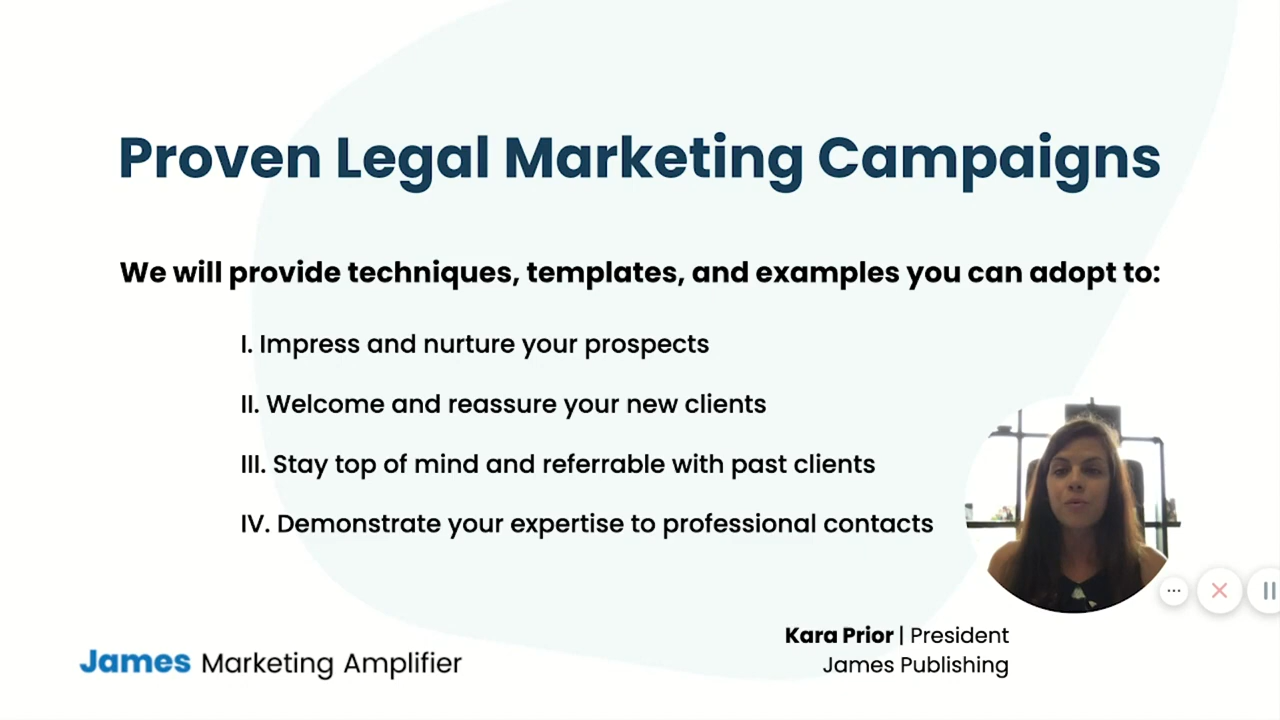 Proven Legal Marketing Campaigns
We will provide techniques, templates, and examples you can adopt to:
I. Impress and nurture your prospects
II. Welcome and reassure your new clients
III. Stay top of mind and referrable with past clients
IV. Demonstrate your expertise to professional contacts
Kara Prior | President
James Publishing
James Marketing Amplifier